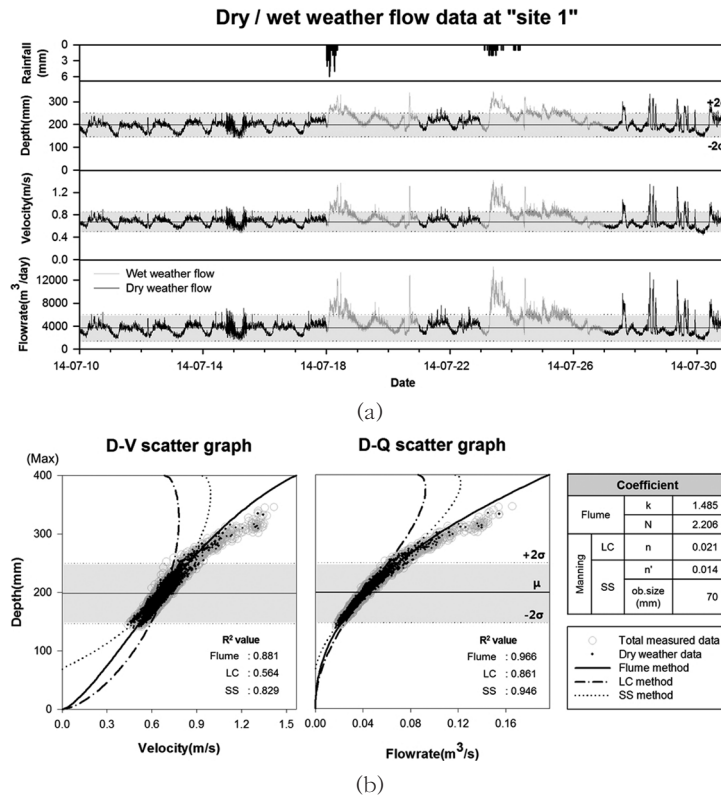 Dry / wet weather flow data at "site 1"
Rainfall (mm)
0
2
4
6
Depth(mm)
300
200
100
0
+2σ
-2σ
Velocity(m/s)
1.2
0.8
0.4
0.0
Flowrate(m³/day)
12000
8000
4000
0
Wet weather flow
Dry weather flow
14-07-10 14-07-14 14-07-18 14-07-22 14-07-26 14-07-30
Date
(a)
D-V scatter graph
(Max)
400
300
200
100
0
Depth(mm)
R² value
Flume : 0.881
LC : 0.564
SS : 0.829
0.0 0.3 0.6 0.9 1.2 1.5
Velocity(m/s)
D-Q scatter graph
+2σ
μ
-2σ
R² value
Flume : 0.966
LC : 0.861
SS : 0.946
0.00 0.04 0.08 0.12 0.16
Flowrate(m³/s)
Coefficient
Flume k 1.485
N 2.206
Manning LC n 0.021
SS n' 0.014
ob.size (mm) 70
Total measured data
Dry weather data
Flume method
LC method
SS method
(b)